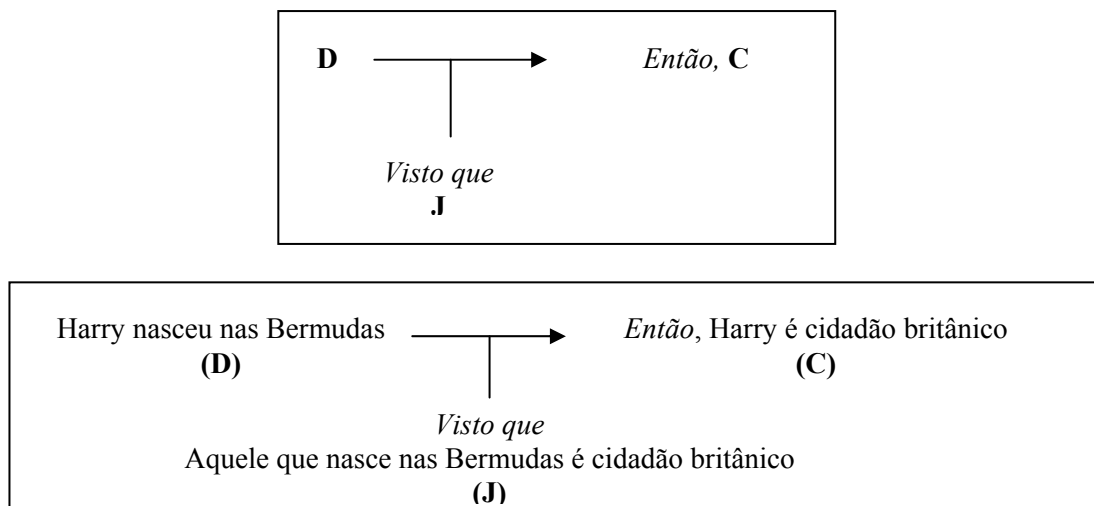 D Então, C
Visto que
J
Harry nasceu nas Bermudas Então, Harry é cidadão britânico
(D) (C)
Visto que
Aquele que nasce nas Bermudas é cidadão britânico
(J)